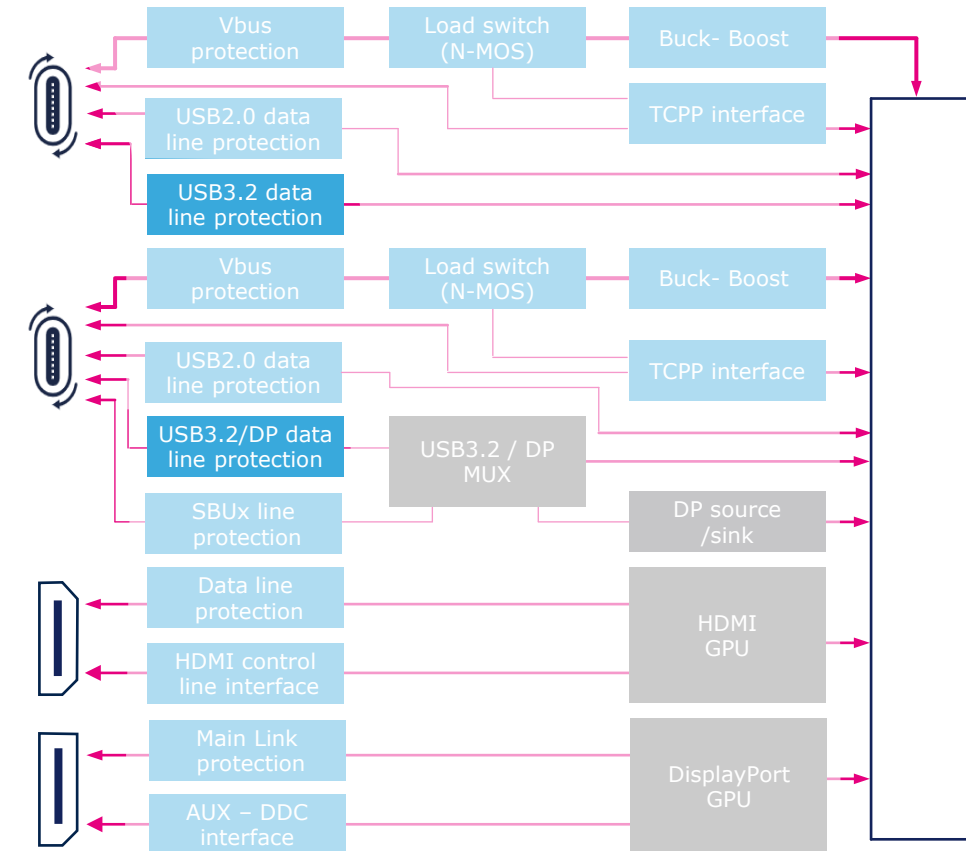 Vbus
protection
Load switch
(N-MOS)
Buck- Boost
TCPP interface
USB2.0 data
line protection
USB3.2 data
line protection
Vbus
protection
Load switch
(N-MOS)
Buck- Boost
TCPP interface
USB2.0 data
line protection
USB3.2/DP data
line protection
USB3.2 / DP
MUX
SBUx line
protection
DP source
/sink
Data line
protection
HDMI control
line interface
HDMI
GPU
Main Link
protection
AUX – DDC
interface
DisplayPort
GPU